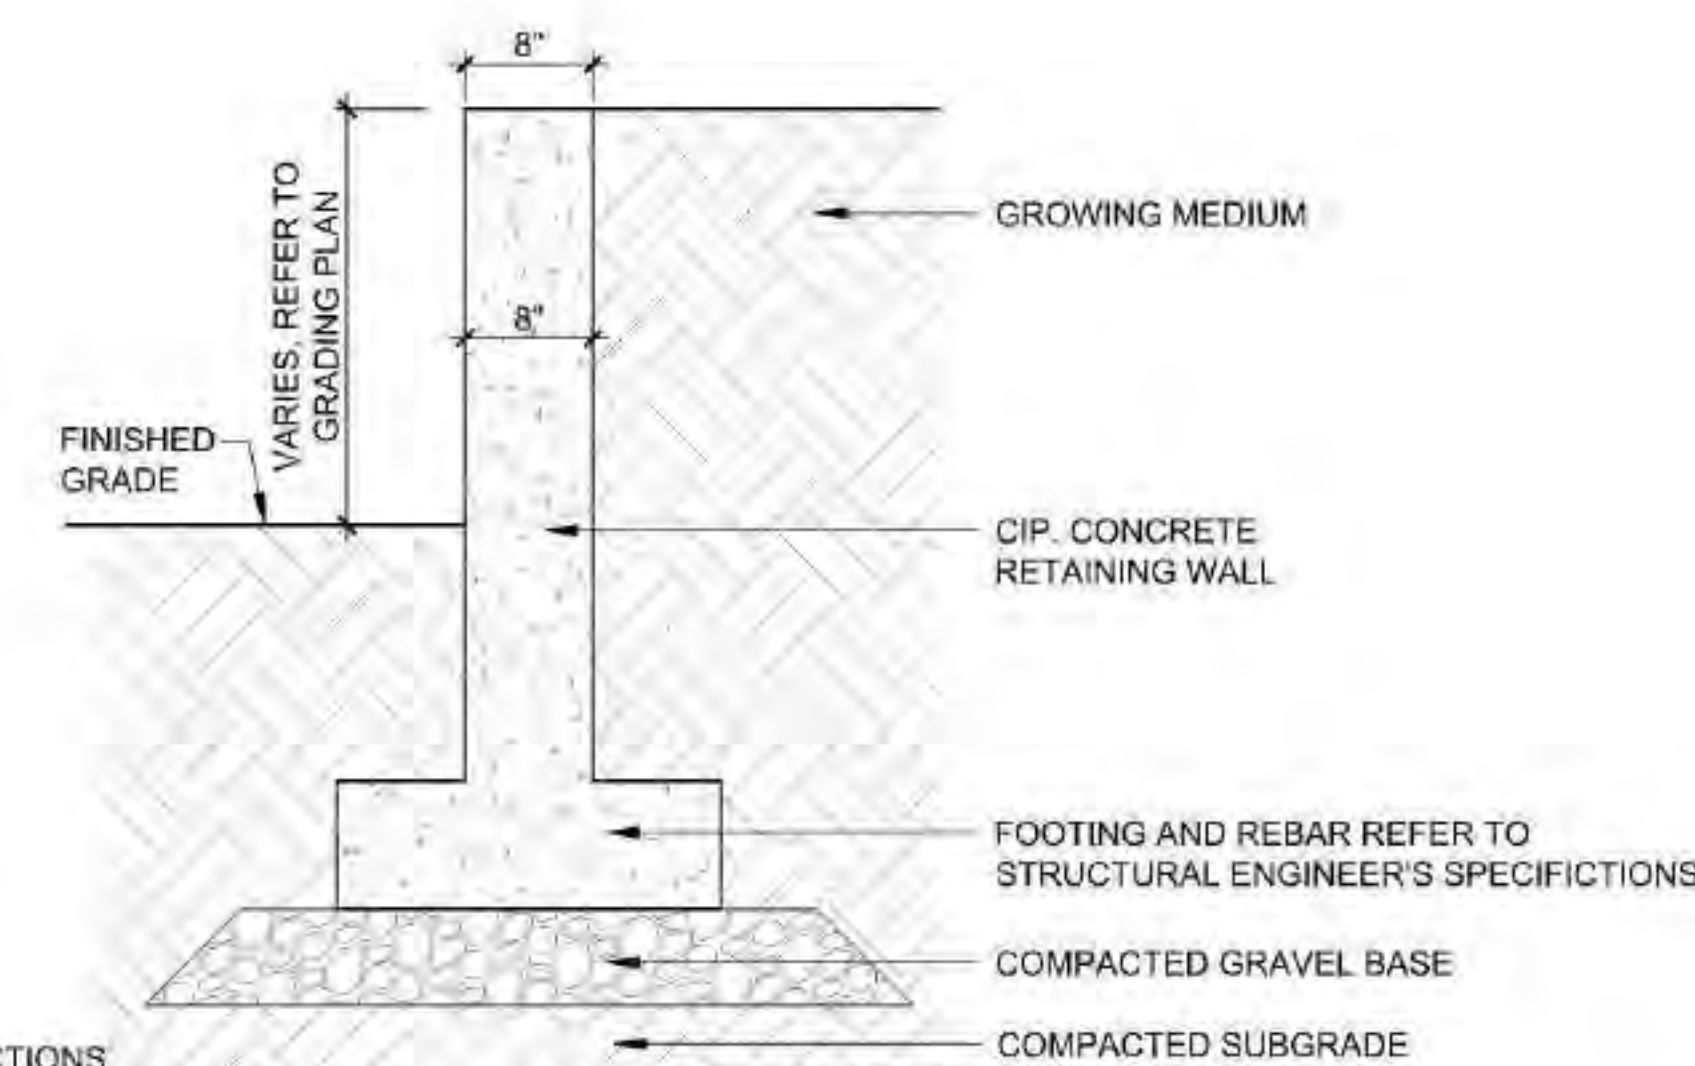 8"
VARIES, REFER TO
GRADING PLAN
GROWING MEDIUM
8"
FINISHED
GRADE
CIP. CONCRETE
RETAINING WALL
FOOTING AND REBAR REFER TO
STRUCTURAL ENGINEER'S SPECIFICTIONS
COMPACTED GRAVEL BASE
COMPACTED SUBGRADE
CTIONS